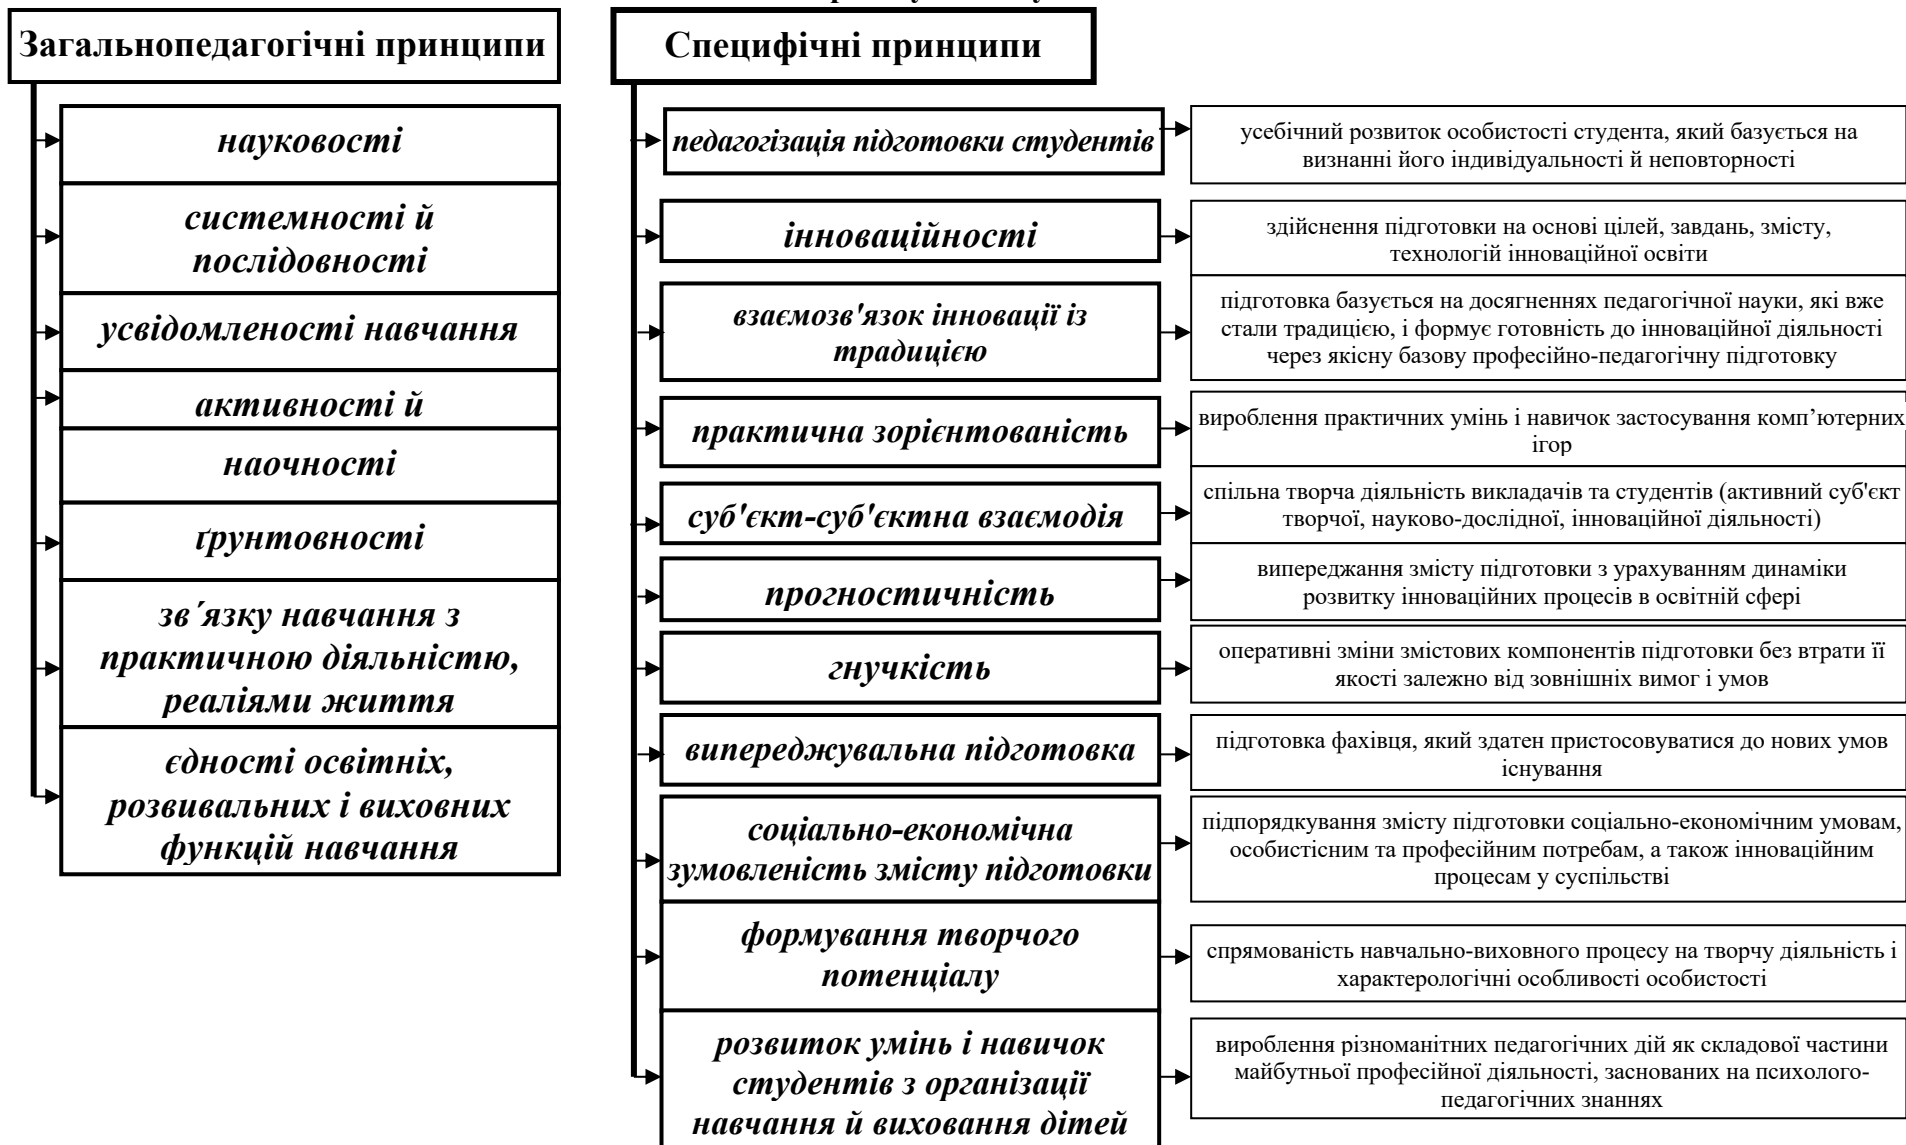 Загальнопедагогічні принципи
науковості
системності й
послідовності
усвідомленості навчання
активності й
наочності
ґрунтовності
зв´язку навчання з
практичною діяльністю,
реаліями життя
єдності освітніх,
розвивальних і виховних
функцій навчання
Специфічні принципи
педагогізація підготовки студентів
усебічний розвиток особистості студента, який базується на
визнанні його індивідуальності й неповторності
інноваційності
здійснення підготовки на основі цілей, завдань, змісту,
технологій інноваційної освіти
взаємозв'язок інновації із
традицією
підготовка базується на досягненнях педагогічної науки, які вже
стали традицією, і формує готовність до інноваційної діяльності
через якісну базову професійно-педагогічну підготовку
практична зорієнтованість
вироблення практичних умінь і навичок застосування комп’ютерних
ігор
суб'єкт-суб'єктна взаємодія
спільна творча діяльність викладачів та студентів (активний суб'єкт
творчої, науково-дослідної, інноваційної діяльності)
прогностичність
випереджання змісту підготовки з урахуванням динаміки
розвитку інноваційних процесів в освітній сфері
гнучкість
оперативні зміни змістових компонентів підготовки без втрати її
якості залежно від зовнішніх вимог і умов
випереджувальна підготовка
підготовка фахівця, який здатен пристосовуватися до нових умов
існування
соціально-економічна
зумовленість змісту підготовки
підпорядкування змісту підготовки соціально-економічним умовам,
особистісним та професійним потребам, а також інноваційним
процесам у суспільстві
формування творчого
потенціалу
спрямованість навчально-виховного процесу на творчу діяльність і
характерологічні особливості особистості
розвиток умінь і навичок
студентів з організації
навчання й виховання дітей
вироблення різноманітних педагогічних дій як складової частини
майбутньої професійної діяльності, заснованих на психолого-
педагогічних знаннях